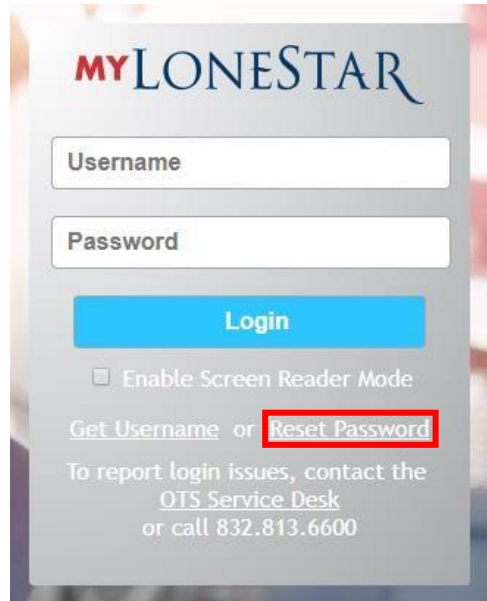 MYLONESTAR
Username
Password
Login
Enable Screen Reader Mode
Get Username or Reset Password
To report login issues, contact the
OTS Service Desk
or call 832.813.6600